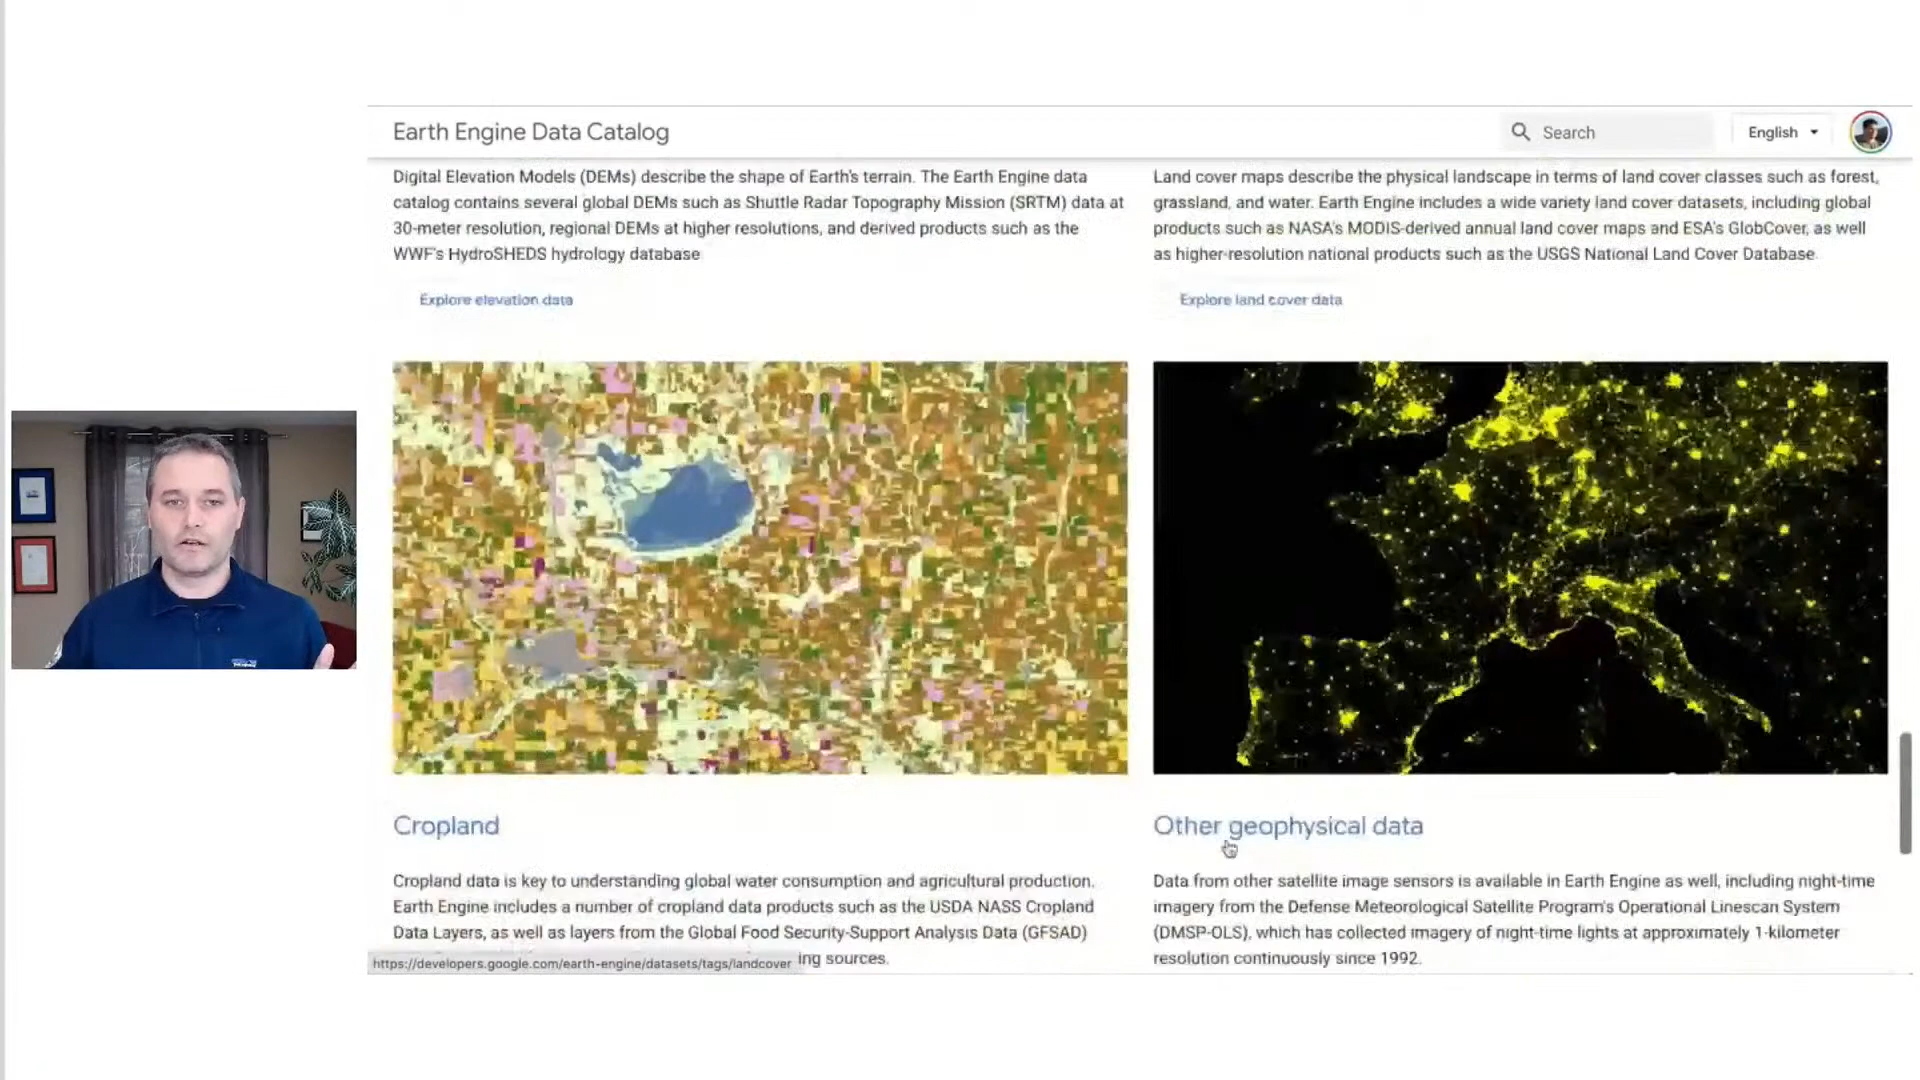 Earth Engine Data Catalog
Search
English
Digital Elevation Models (DEMs) describe the shape of Earth's terrain. The Earth Engine data
catalog contains several global DEMs such as Shuttle Radar Topography Mission (SRTM) data at
30-meter resolution, regional DEMs at higher resolutions, and derived products such as the
WWF's HydroSHEDS hydrology database
Explore elevation data
Land cover maps describe the physical landscape in terms of land cover classes such as forest,
grassland, and water. Earth Engine includes a wide variety land cover datasets, including global
products such as NASA's MODIS-derived annual land cover maps and ESA's GlobCover, as well
as higher-resolution national products such as the USGS National Land Cover Database.
Explore land cover data
Cropland
Cropland data is key to understanding global water consumption and agricultural production.
Earth Engine includes a number of cropland data products such as the USDA NASS Cropland
Data Layers, as well as layers from the Global Food Security-Support Analysis Data (GFSAD)
ing sources.
Other geophysical data
Data from other satellite image sensors is available in Earth Engine as well, including night-time
imagery from the Defense Meteorological Satellite Program's Operational Linescan System
(DMSP-OLS), which has collected imagery of night-time lights at approximately 1-kilometer
resolution continuously since 1992.
https://developers.google.com/earth-engine/datasets/tags/landcover